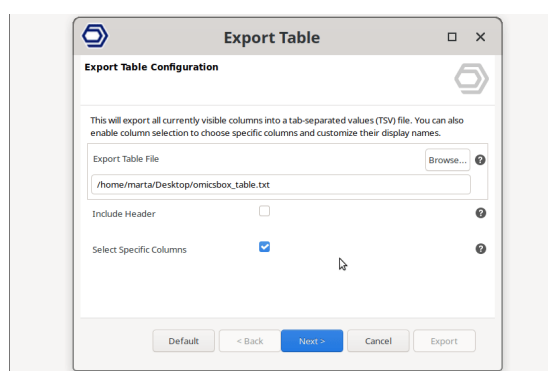 Export Table
Export Table Configuration
This will export all currently visible columns into a tab-separated values (TSV) file. You can also
enable column selection to choose specific columns and customize their display names.
Export Table File
Browse...
/home/marta/Desktop/omicsbox_table.txt
Include Header
Select Specific Columns
Default
< Back
Next >
Cancel
Export